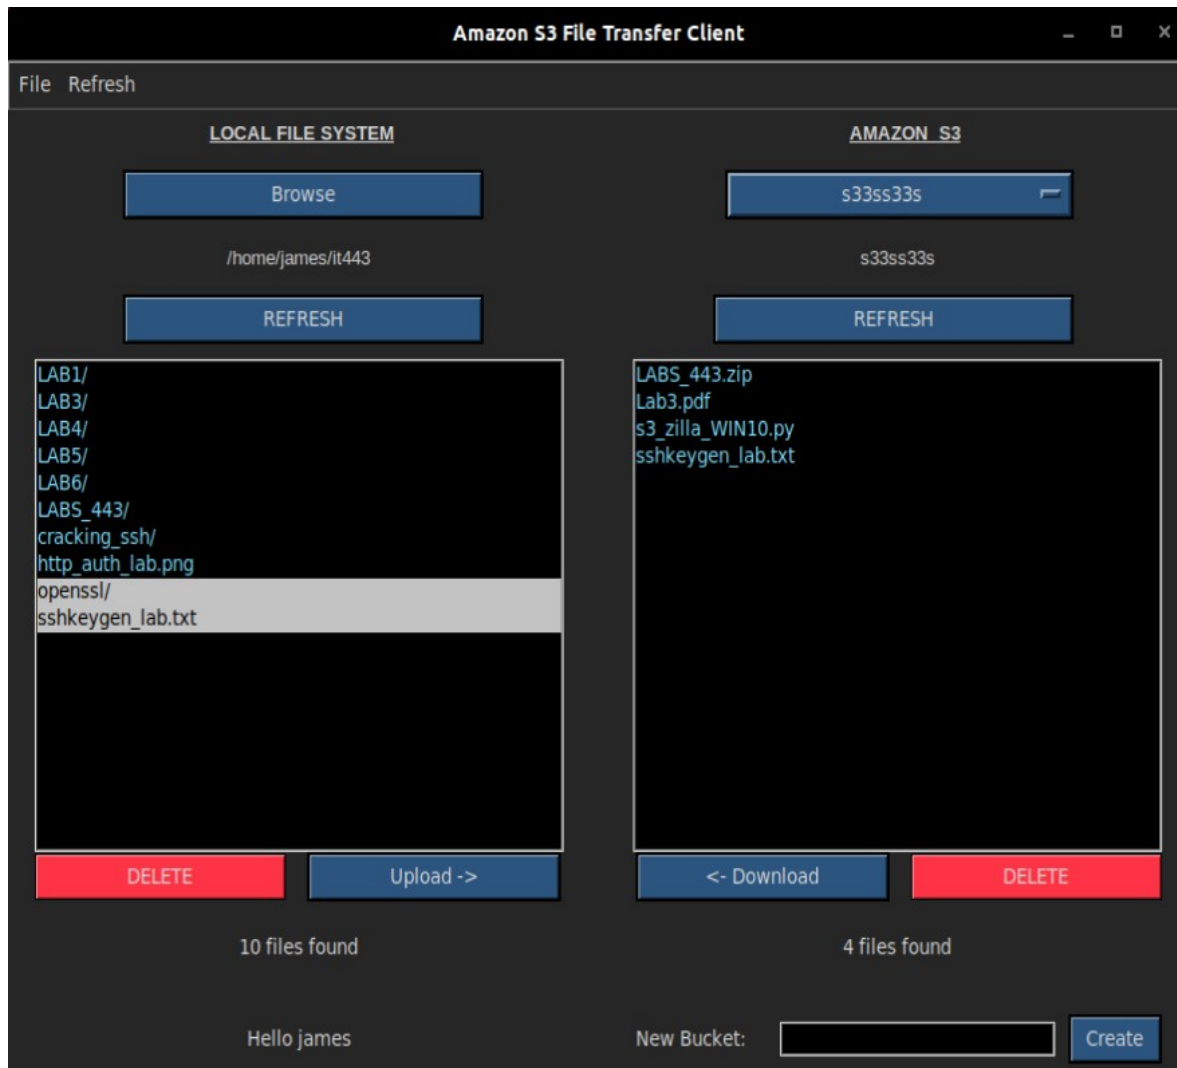 Amazon S3 File Transfer Client
File Refresh
LOCAL FILE SYSTEM
Browse
/home/james/it443
REFRESH
LAB1/
LAB3/
LAB4/
LAB5/
LAB6/
LABS_443/
cracking_ssh/
http_auth_lab.png
openssl/
sshkeygen_lab.txt
DELETE
Upload ->
10 files found
Hello james
AMAZON S3
s33ss33s
s33ss33s
REFRESH
LABS_443.zip
Lab3.pdf
s3_zilla_WIN10.py
sshkeygen_lab.txt
<- Download
DELETE
4 files found
New Bucket:
Create